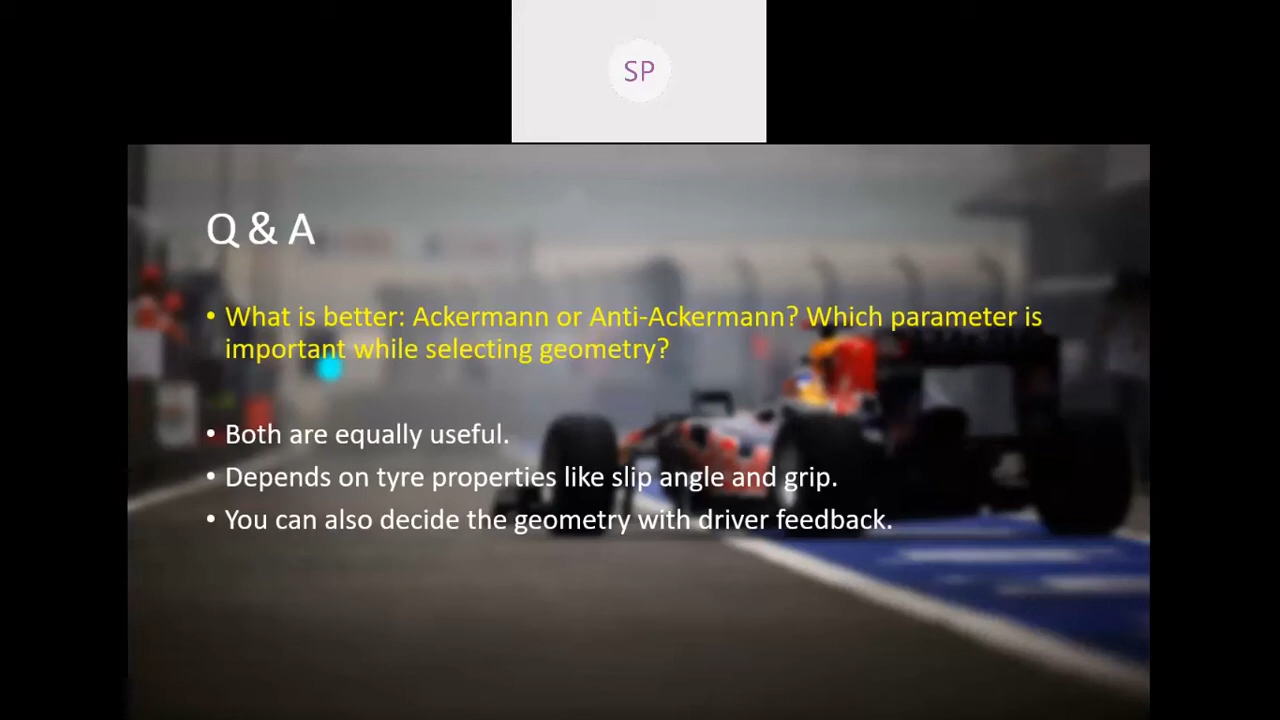 SP
Q & A
• What is better: Ackermann or Anti-Ackermann? Which parameter is
important while selecting geometry?
• Both are equally useful.
• Depends on tyre properties like slip angle and grip.
• You can also decide the geometry with driver feedback.